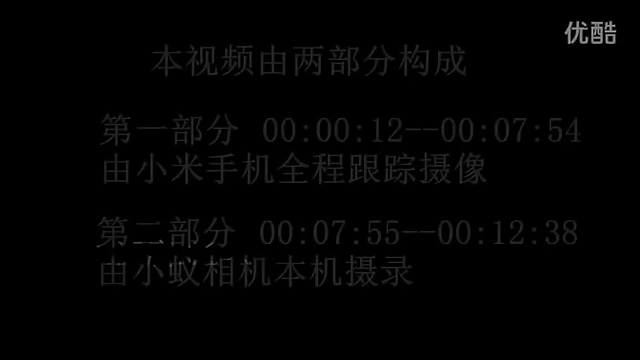 优酷
本视频由两部分构成
第一部分 00:00:12--00:07:54
由小米手机全程跟踪摄像
第二部分 00:07:55--00:12:38
由小蚁相机本机摄录